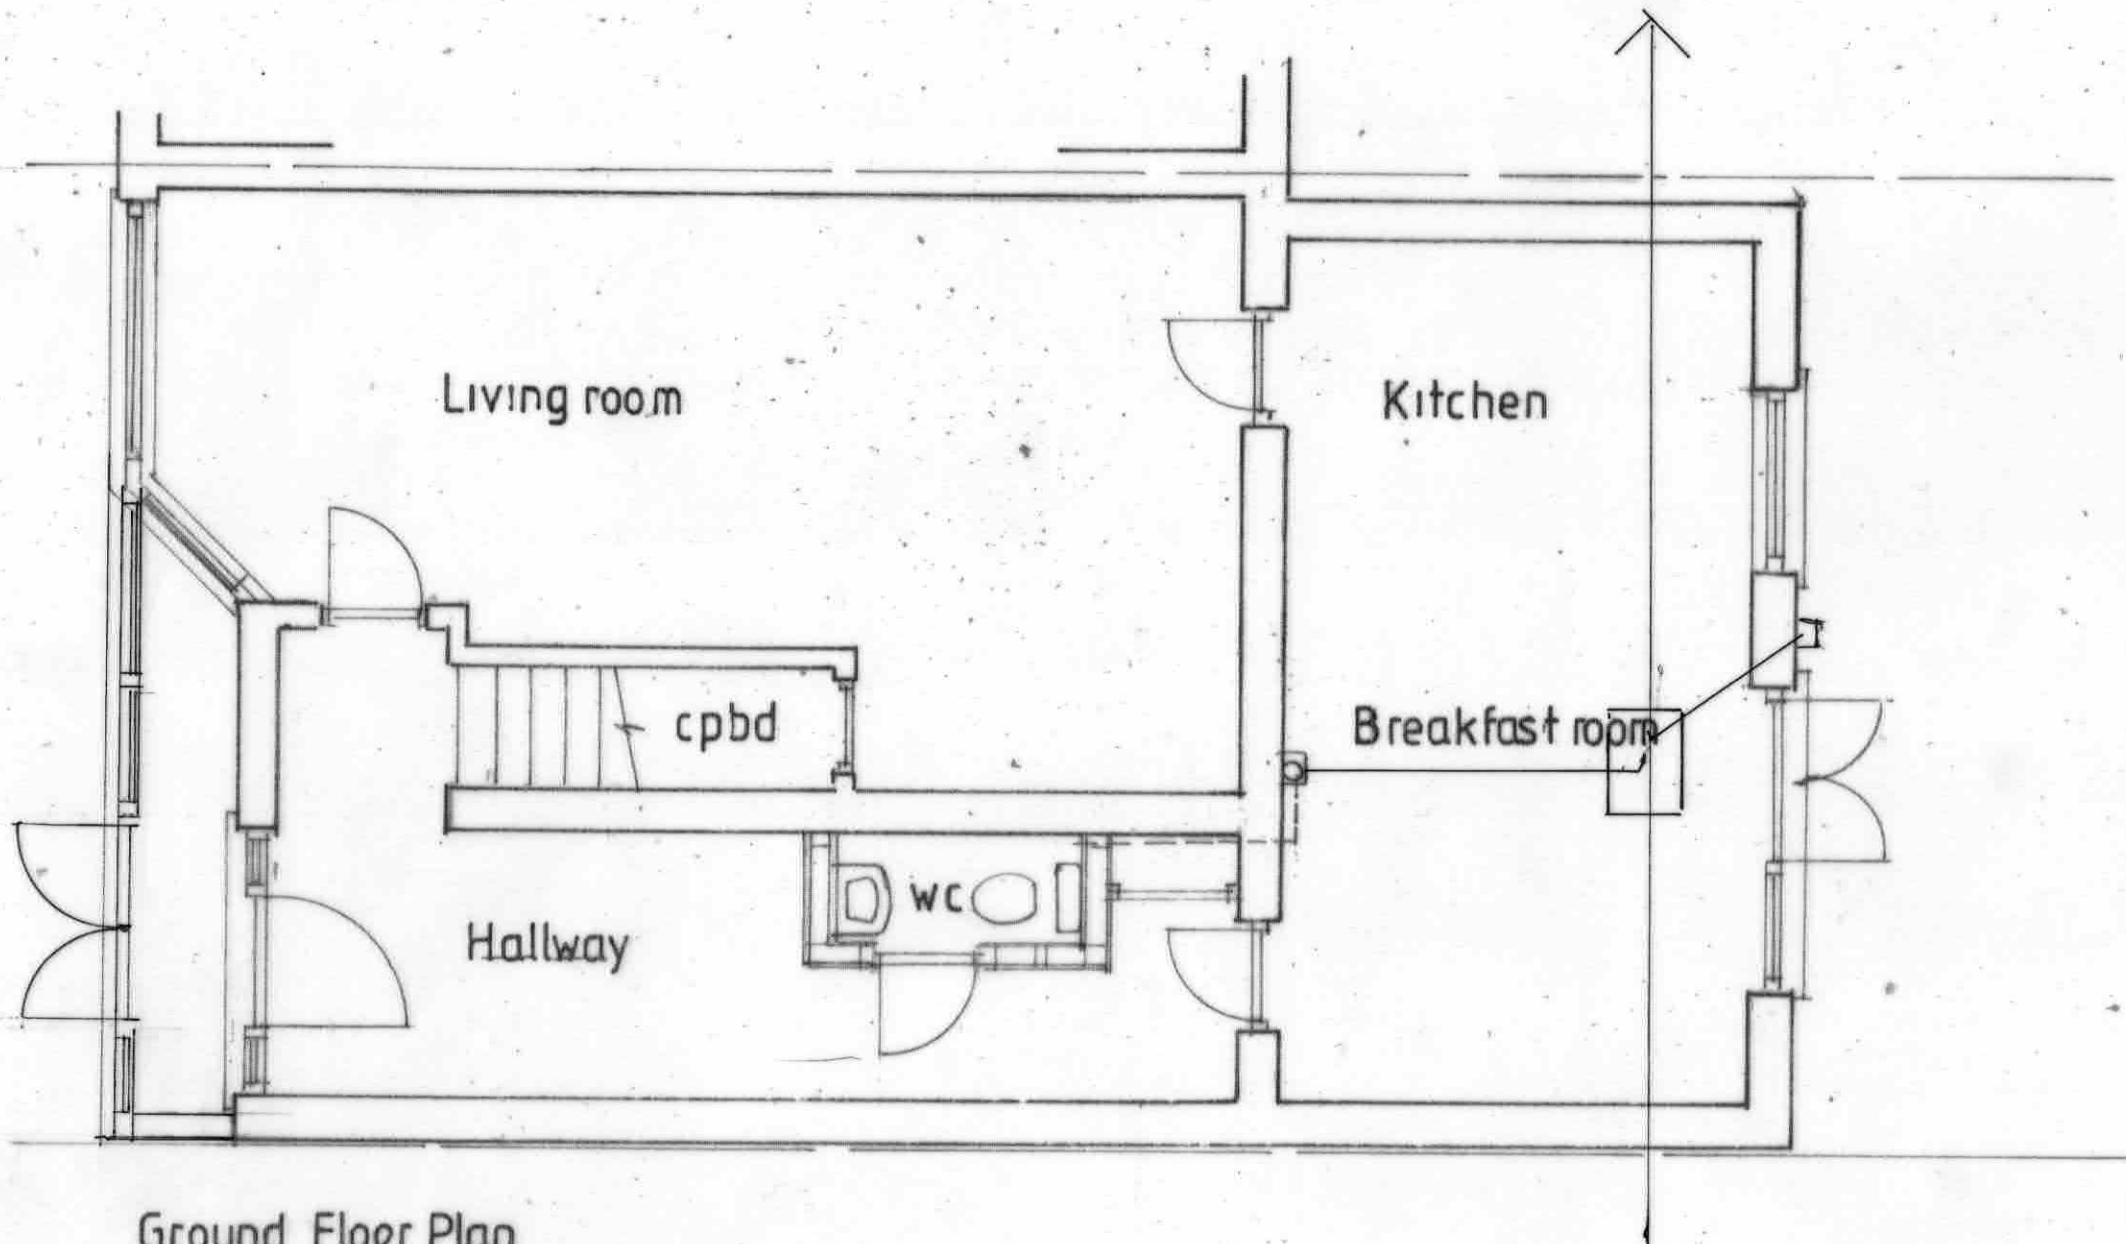 Living room
Kitchen
cpbd
Breakfast room
WC
Hallway
Ground Floor Plan